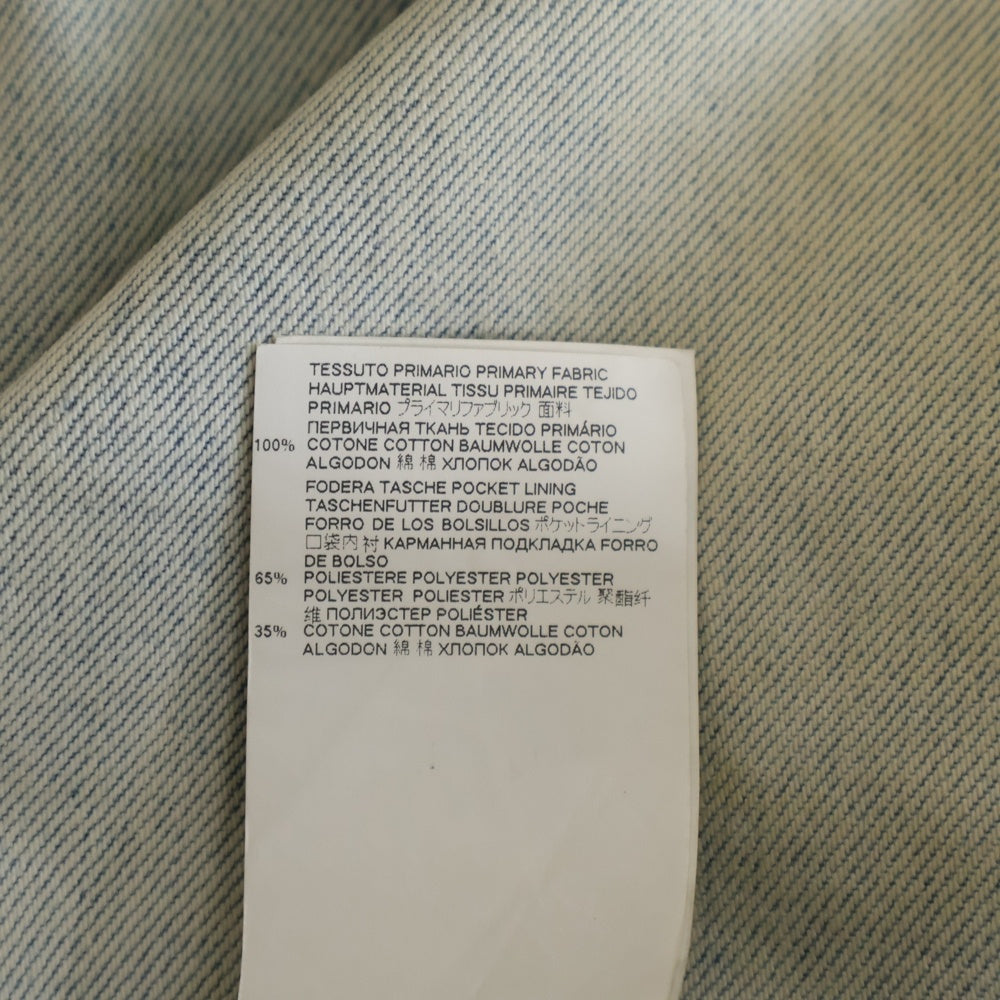 TESSUTO PRIMARIO PRIMARY FABRIC
HAUPTMATERIAL TISSU PRIMAIRE TEJIDO
PRIMARIO プライマリファブリック 面料
ПЕРВИЧНАЯ ТКАНЬ TECIDO PRIMÁRIO
100% COTONE COTTON BAUMWOLLE COTON
ALGODON 綿 棉 ХЛОПОК ALGODÃO
FODERA TASCHE POCKET LINING
TASCHENFUTTER DOUBLURE POCHE
FORRO DE LOS BOLSILLOS ポケットライニング
口袋内 衬 КАРМАННАЯ ПОДКЛАДКА FORRO
DE BOLSO
65% POLIESTERE POLYESTER POLYESTER
POLYESTER POLIESTER ポリエステル 聚酯纤
维 ПОЛИЭСТЕР POLIÉSTER
35% COTONE COTTON BAUMWOLLE COTON
ALGODON 綿 棉 ХЛОПОК ALGODÃO